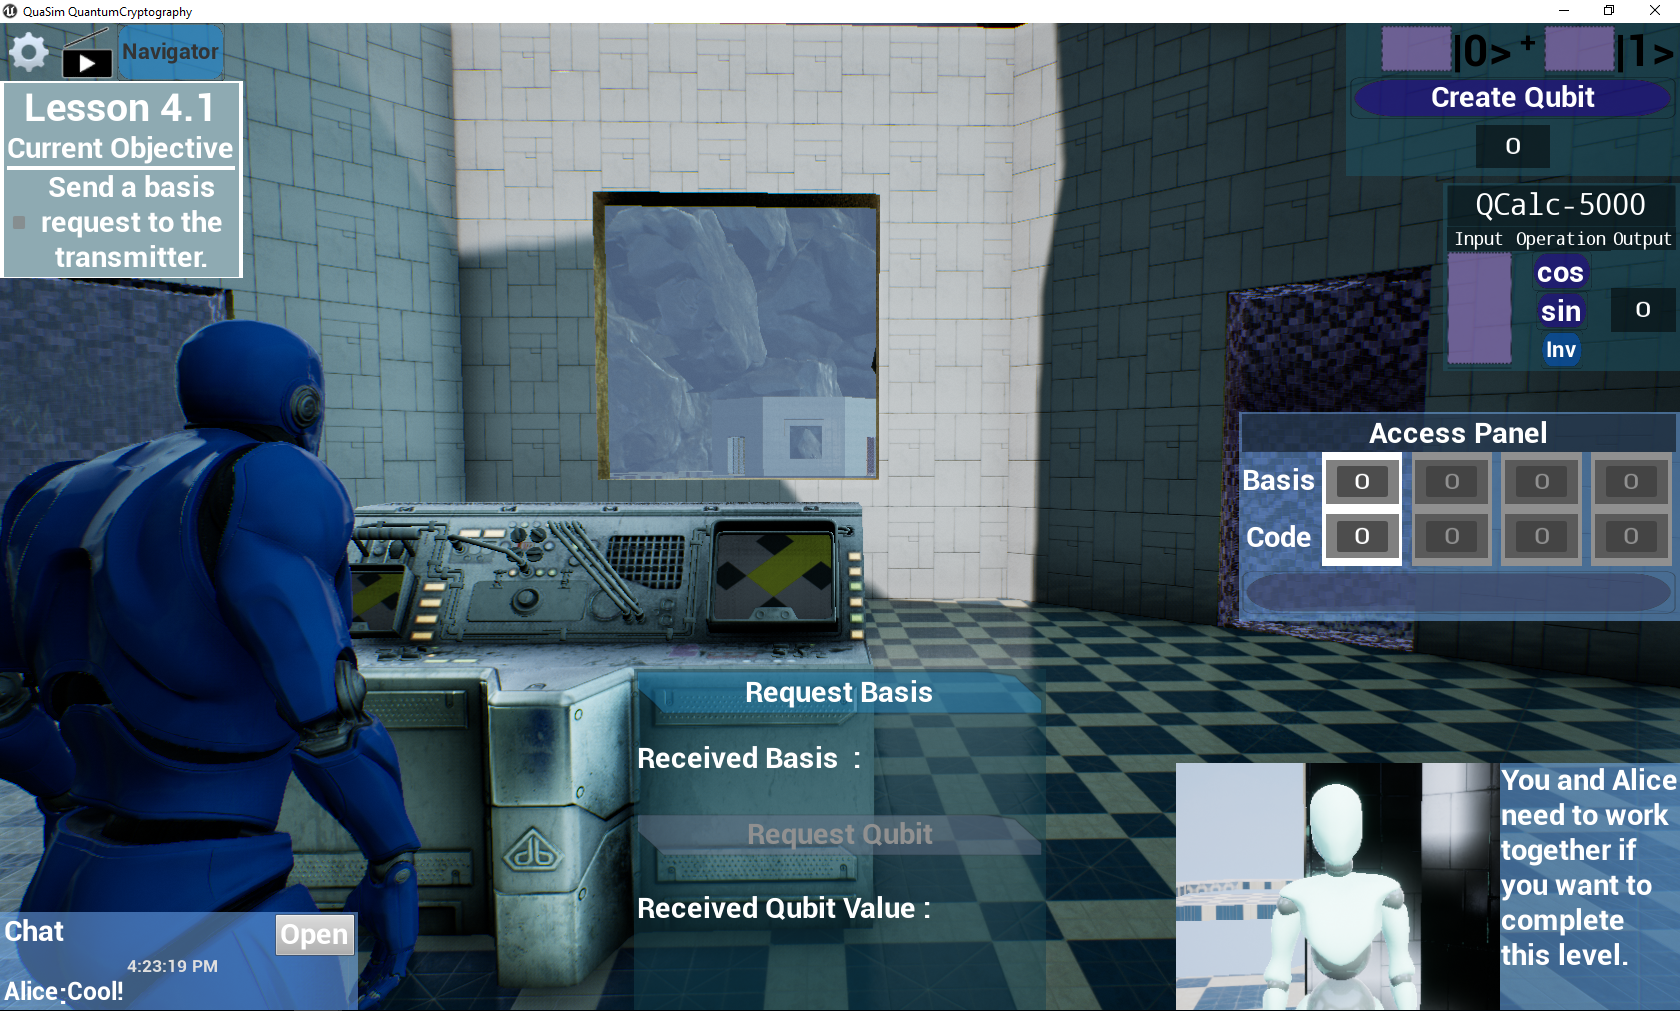 QuaSim QuantumCryptography
Navigator
Lesson 4.1
Current Objective
Send a basis
request to the
transmitter.
|0> + |1>
Create Qubit
0
QCalc-5000
Input Operation Output
cos
sin
0
Inv
Access Panel
Basis 0 0 0 0
Code 0 0 0 0
Request Basis
Received Basis :
Request Qubit
Received Qubit Value :
Chat
Open
4:23:19 PM
Alice:Cool!
You and Alice
need to work
together if
you want to
complete
this level.